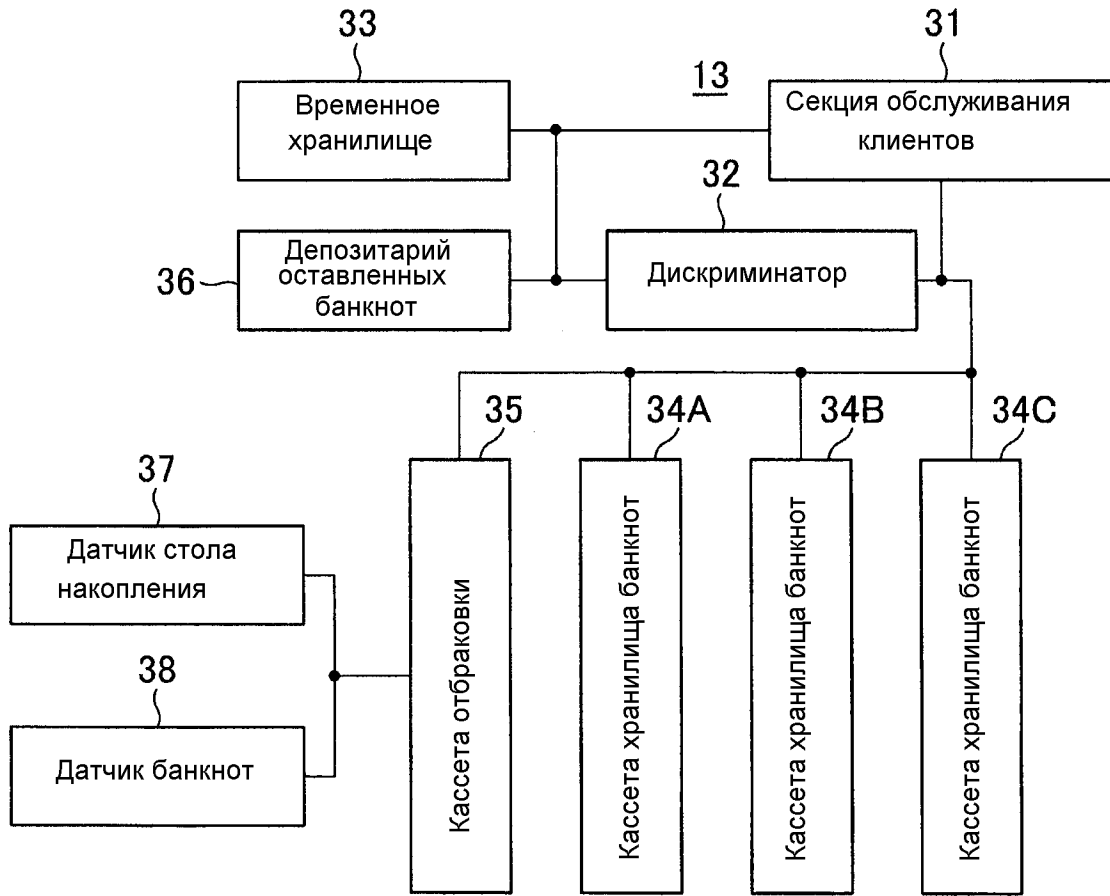 33
Временное
хранилище
13
31
Секция обслуживания
клиентов
36
Депозитарий
оставленных
банкнот
32
Дискриминатор
35
34A
34B
34C
37
Датчик стола
накопления
38
Датчик банкнот
Кассета отбраковки
Кассета хранилища банкнот
Кассета хранилища банкнот
Кассета хранилища банкнот